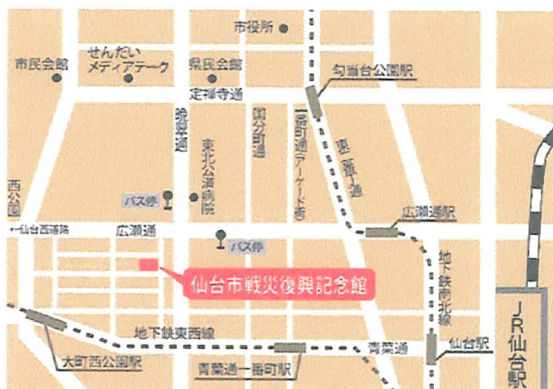 市役所
せんだい
メディアテーク
市民会館
県民会館
勾当台公園駅
定禅寺通
晩翠通
国分町通
一番町通(アーケード街)
東二番丁通
東北公済病院
西公園
バス停
広瀬通駅
←仙台西道路
広瀬通
バス停
仙台市戦災復興記念館
地下鉄南北線
JR仙台駅
地下鉄東西線
青葉通
仙台駅
大町西公園駅
青葉通一番町駅